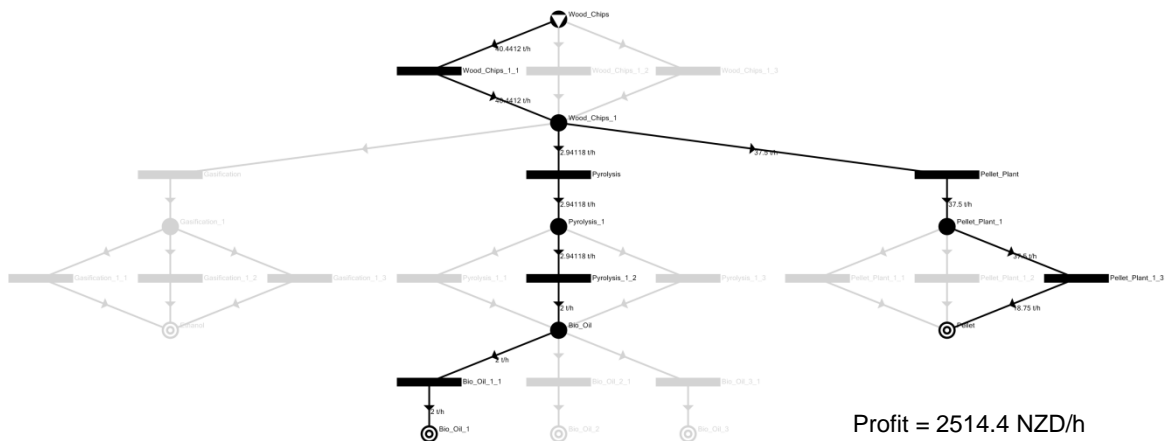 Wood_Chips
40.4412 t/h
Wood_Chips_1_1
Wood_Chips_1_2
Wood_Chips_1_3
40.4412 t/h
Wood_Chips_1
2.94118 t/h
37.5 t/h
Gasification
Pyrolysis
Pellet_Plant
2.94118 t/h
37.5 t/h
Gasification_1
Pyrolysis_1
Pellet_Plant_1
2.94118 t/h
37.5 t/h
Gasification_1_1
Gasification_1_2
Gasification_1_3
Pyrolysis_1_1
Pyrolysis_1_2
Pyrolysis_1_3
Pellet_Plant_1_1
Pellet_Plant_1_2
Pellet_Plant_1_3
2 t/h
18.75 t/h
Bio_Oil
Pellet
2 t/h
Bio_Oil_1_1
Bio_Oil_2_1
Bio_Oil_3_1
2 t/h
Bio_Oil_1
Bio_Oil_2
Bio_Oil_3
Profit = 2514.4 NZD/h